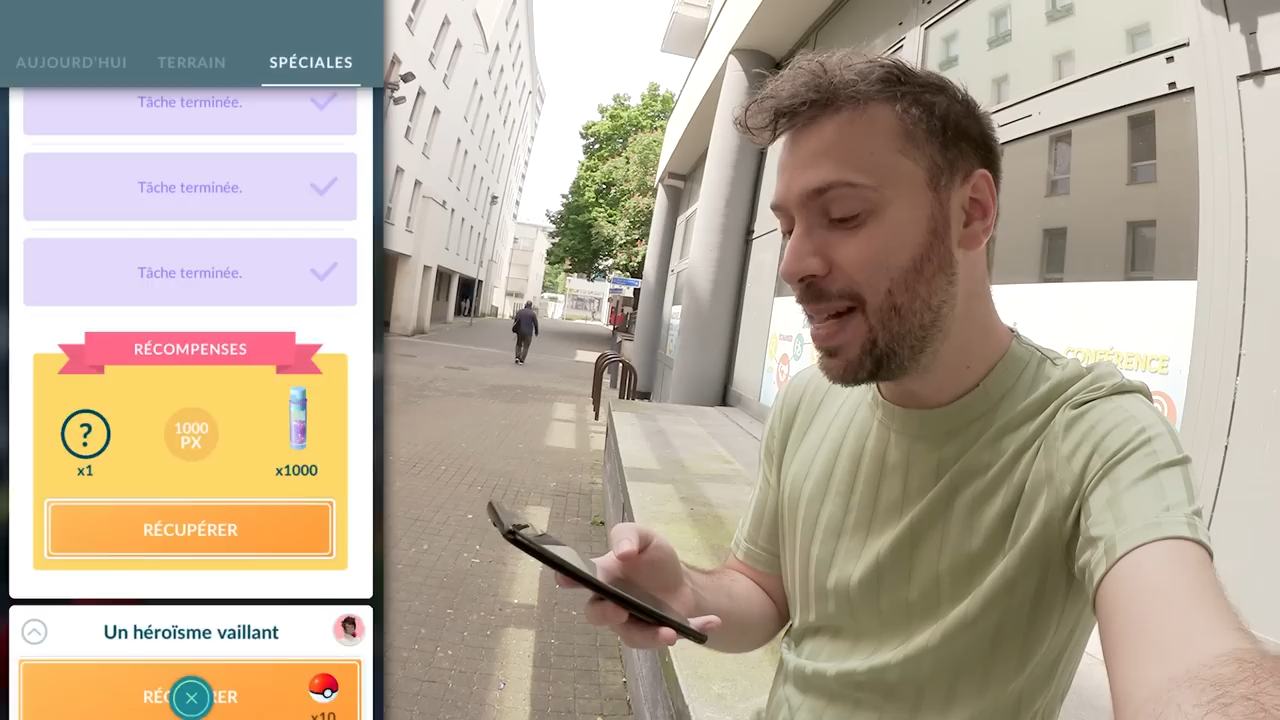 AUJOURD'HUI
TERRAIN
SPÉCIALES
Tâche terminée.
Tâche terminée.
Tâche terminée.
RÉCOMPENSES
?
1000
PX
x1
x1000
RÉCUPÉRER
Un héroïsme vaillant
x10
CONFÉRENCE